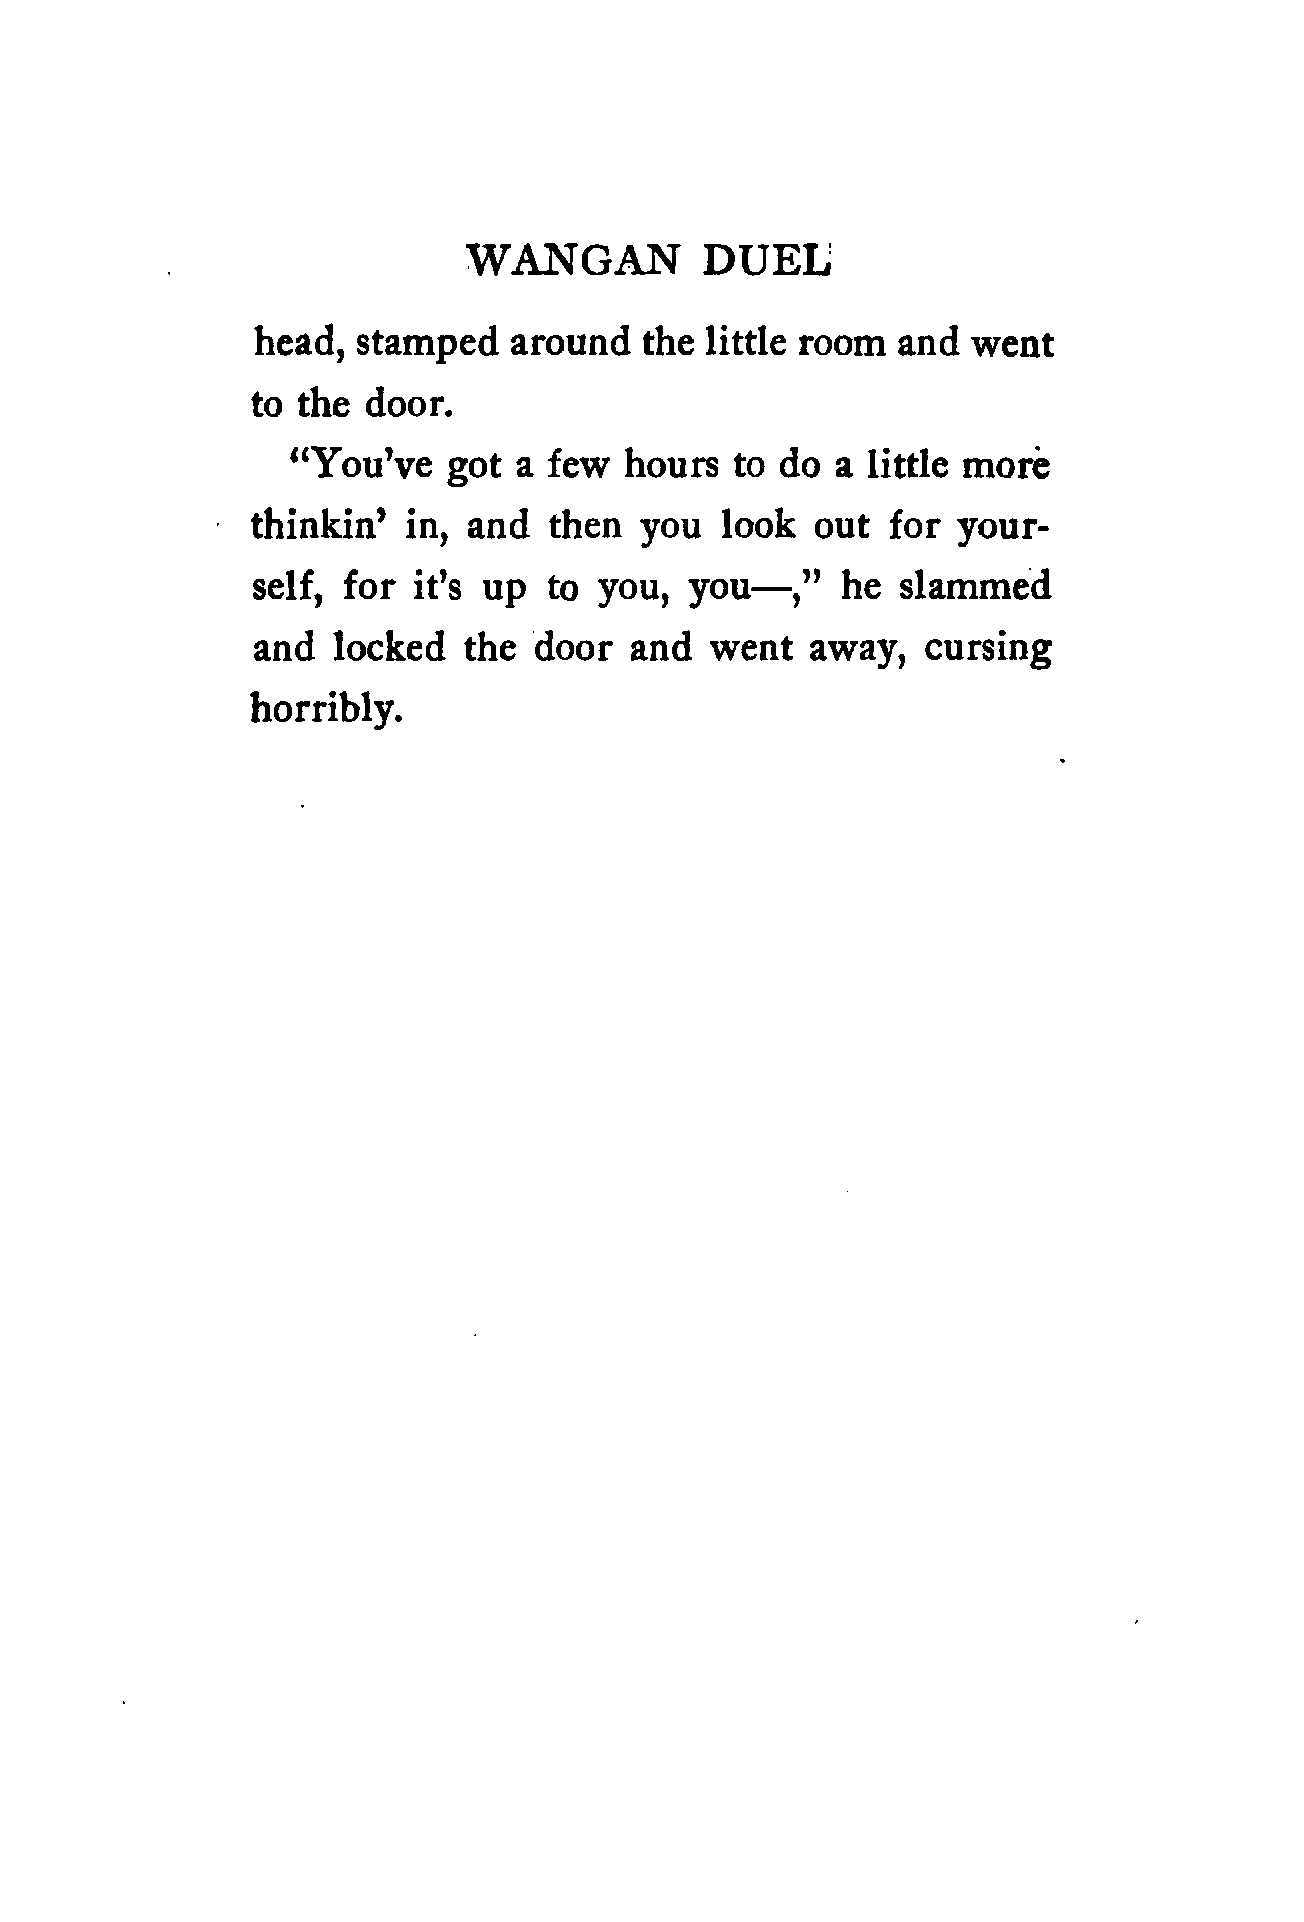 WANGAN DUEL
head, stamped around the little room and went
to the door.
“You’ve got a few hours to do a little more
thinkin’ in, and then you look out for your-
self, for it’s up to you, you—,” he slammed
and locked the door and went away, cursing
horribly.